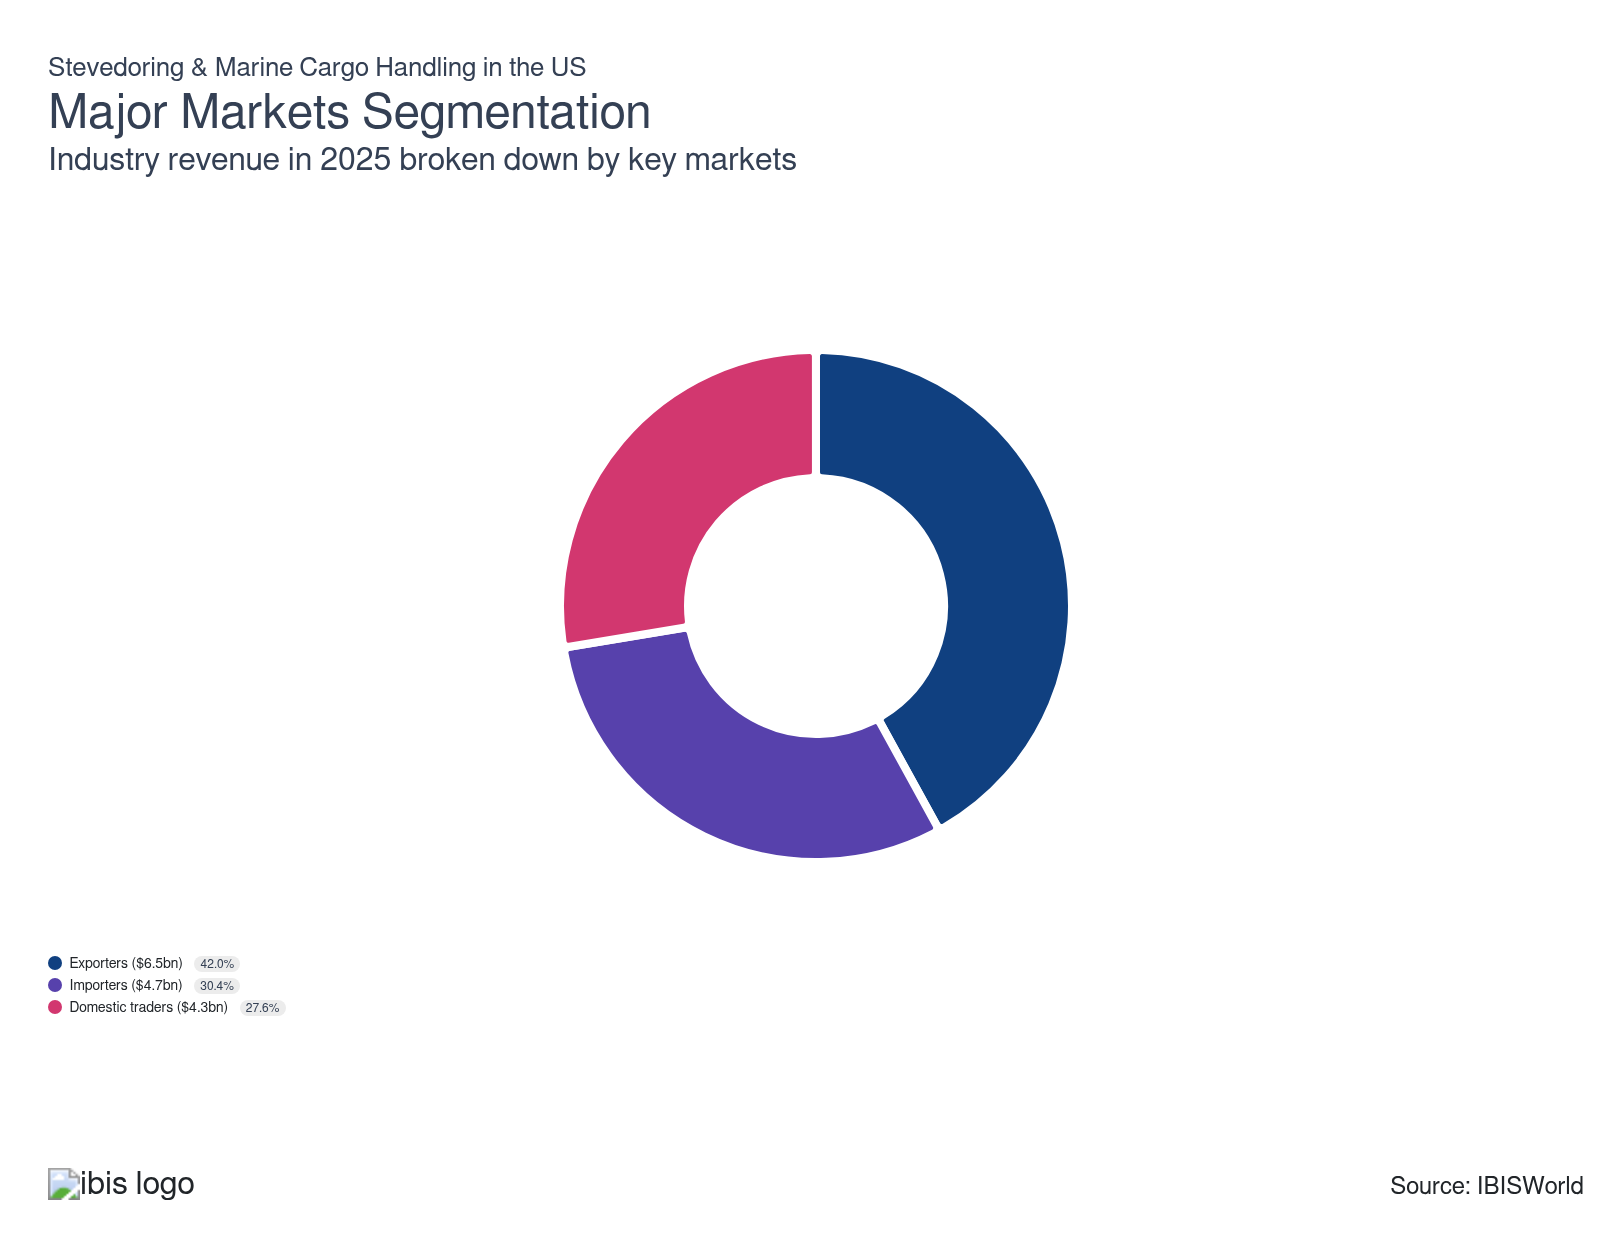 Stevedoring & Marine Cargo Handling in the US
Major Markets Segmentation
Industry revenue in 2025 broken down by key markets
Exporters ($6.5bn) 42.0%
Importers ($4.7bn) 30.4%
Domestic traders ($4.3bn) 27.6%
ibis logo
Source: IBISWorld